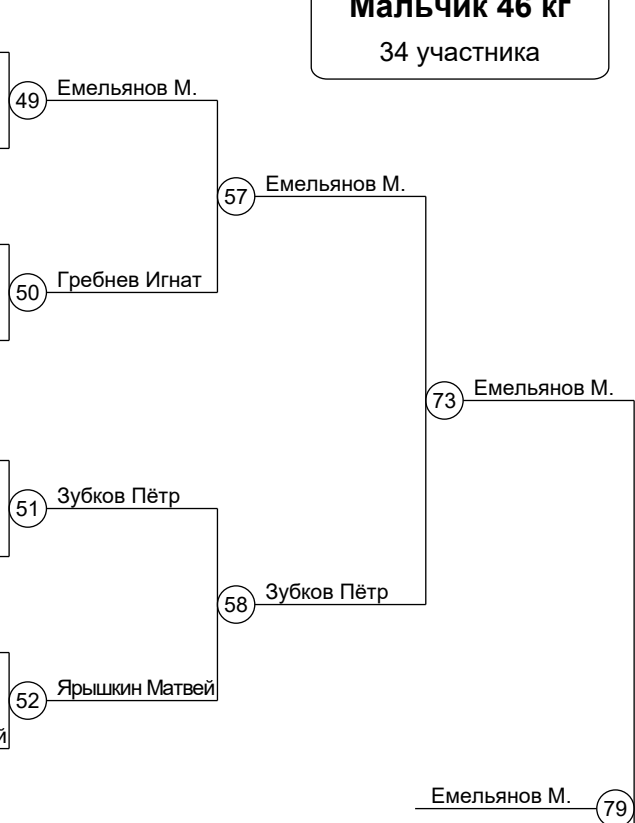 Мальчик 46 кг
34 участника
49 Емельянов М.
57 Емельянов М.
50 Гребнев Игнат
73 Емельянов М.
51 Зубков Пётр
58 Зубков Пётр
52 Ярышкин Матвей
й
Емельянов М. 79